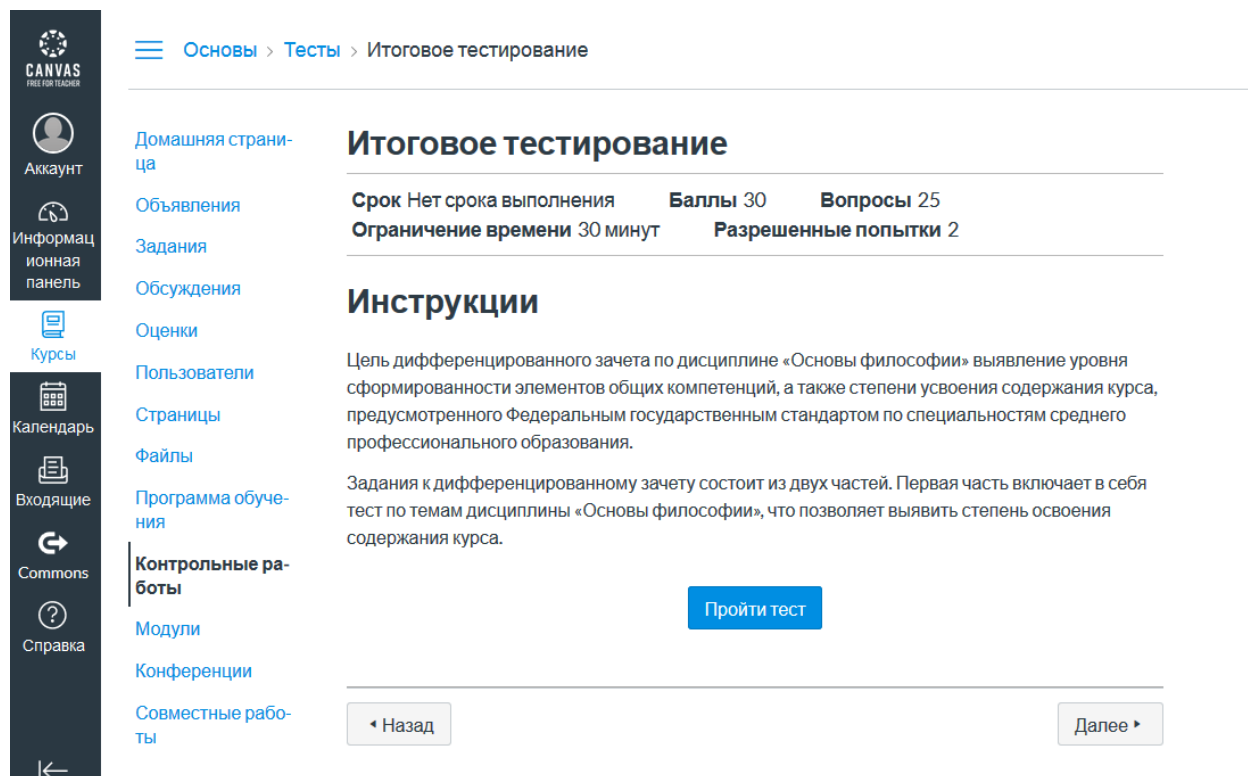 CANVAS
FREE FOR TEACHER
Аккаунт
Информац
ионная
панель
Курсы
Календарь
Входящие
Commons
Справка
Основы > Тесты > Итоговое тестирование
Домашняя страни-
ца
Объявления
Задания
Обсуждения
Оценки
Пользователи
Страницы
Файлы
Программа обуче-
ния
Контрольные ра-
боты
Модули
Конференции
Совместные рабо-
ты
Итоговое тестирование
Срок Нет срока выполнения Баллы 30 Вопросы 25
Ограничение времени 30 минут Разрешенные попытки 2
Инструкции
Цель дифференцированного зачета по дисциплине «Основы философии» выявление уровня
сформированности элементов общих компетенций, а также степени усвоения содержания курса,
предусмотренного Федеральным государственным стандартом по специальностям среднего
профессионального образования.
Задания к дифференцированному зачету состоит из двух частей. Первая часть включает в себя
тест по темам дисциплины «Основы философии», что позволяет выявить степень освоения
содержания курса.
Пройти тест
Назад
Далее